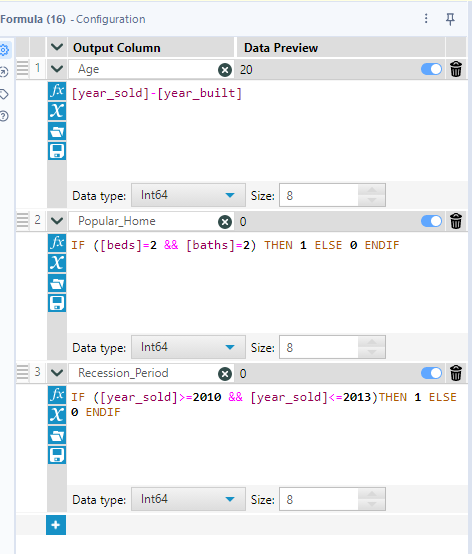 Formula (16) - Configuration
Output Column Data Preview
1 Age 20
[year_sold]-[year_built]
Data type: Int64 Size: 8
2 Popular_Home 0
IF ([beds]=2 && [baths]=2) THEN 1 ELSE 0 ENDIF
Data type: Int64 Size: 8
3 Recession_Period 0
IF ([year_sold]>=2010 && [year_sold]<=2013)THEN 1 ELSE
0 ENDIF
Data type: Int64 Size: 8